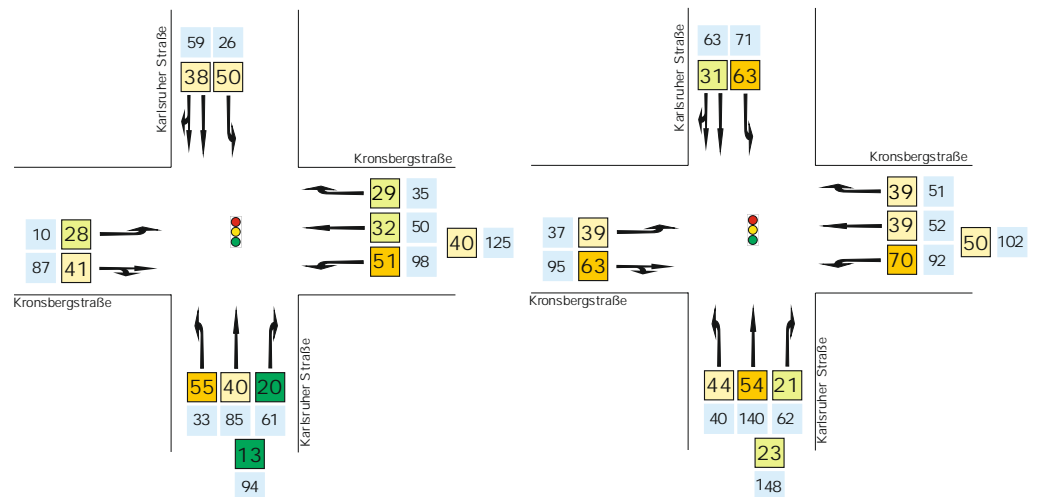 59 26
38 50
Karlsruher Straße
Kronsbergstraße
29 35
10 28
32 50
40 125
87 41
51 98
Kronsbergstraße
55 40 20
33 85 61
Karlsruher Straße
13
94
63 71
31 63
Karlsruher Straße
Kronsbergstraße
39 51
37 39
39 52
50 102
95 63
70 92
Kronsbergstraße
44 54 21
40 140 62
Karlsruher Straße
23
148